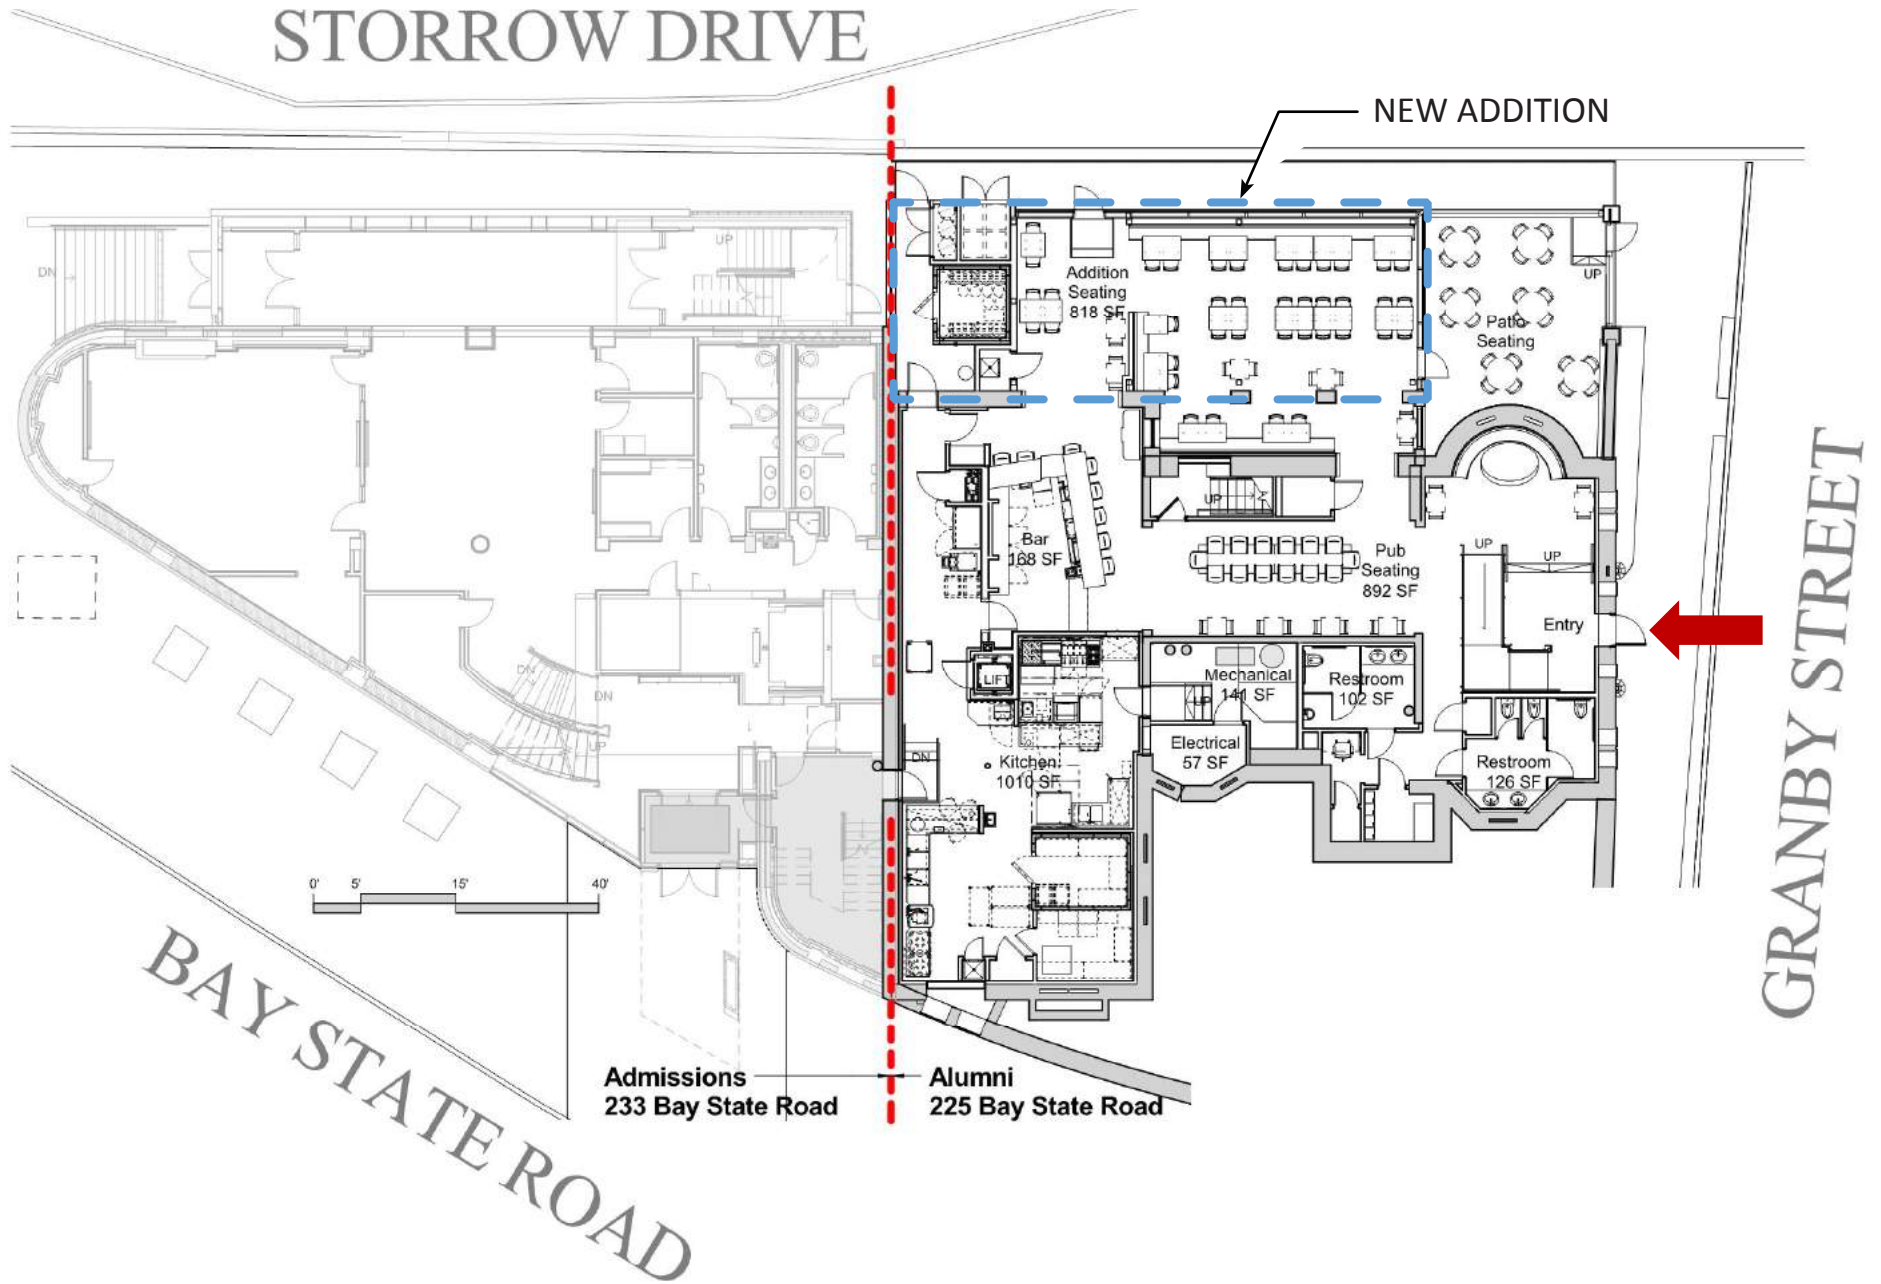 STORROW DRIVE
NEW ADDITION
UP
DN
Addition
Seating
818 SF
UP
Patio
Seating
UP
Bar
168 SF
Pub
Seating
892 SF
UP
UP
Entry
GRANBY STREET
LIFT
Mechanical
141 SF
UP
Restroom
102 SF
DN
DN
UP
Electrical
57 SF
DN
Kitchen
1010 SF
Restroom
126 SF
0' 5' 15' 40'
BAY STATE ROAD
Admissions
233 Bay State Road
Alumni
225 Bay State Road